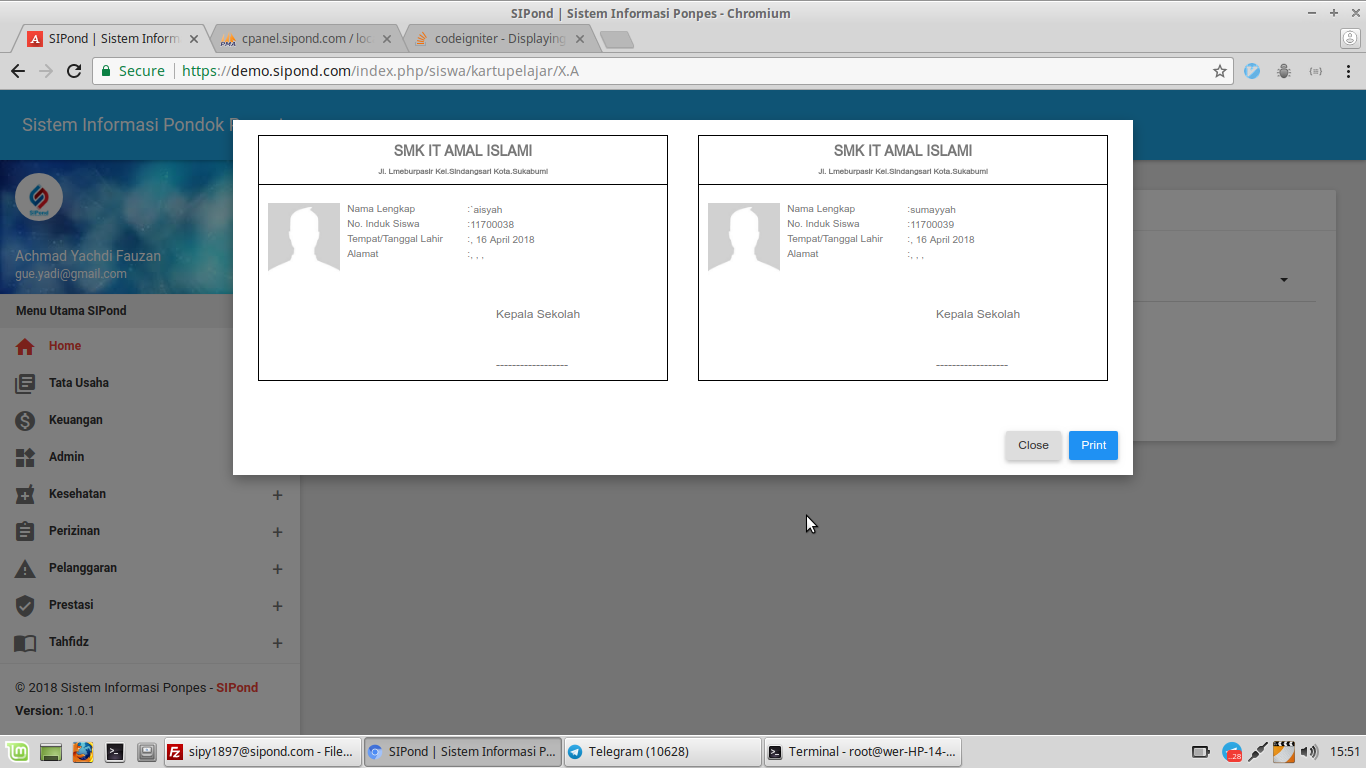 SIPond | Sistem Informasi Ponpes - Chromium
SIPond | Sistem Inform
cpanel.sipond.com / loc
codeigniter - Displaying
Secure
https://demo.sipond.com/index.php/siswa/kartupelajar/X.A
Sistem Informasi Pondok
SIPond
Achmad Yachdi Fauzan
gue.yadi@gmail.com
Menu Utama SIPond
Home
Tata Usaha
Keuangan
Admin
Kesehatan +
Perizinan +
Pelanggaran +
Prestasi +
Tahfidz +
© 2018 Sistem Informasi Ponpes - SIPond
Version: 1.0.1
SMK IT AMAL ISLAMI
Jl. Lmeburpasir Kel.Sindangsari Kota.Sukabumi
Nama Lengkap :`aisyah
No. Induk Siswa :11700038
Tempat/Tanggal Lahir :, 16 April 2018
Alamat :, , ,
Kepala Sekolah
------------------
SMK IT AMAL ISLAMI
Jl. Lmeburpasir Kel.Sindangsari Kota.Sukabumi
Nama Lengkap :sumayyah
No. Induk Siswa :11700039
Tempat/Tanggal Lahir :, 16 April 2018
Alamat :, , ,
Kepala Sekolah
------------------
Close
Print
sipy1897@sipond.com - File...
SIPond | Sistem Informasi P...
Telegram (10628)
Terminal - root@wer-HP-14-...
28
15:51